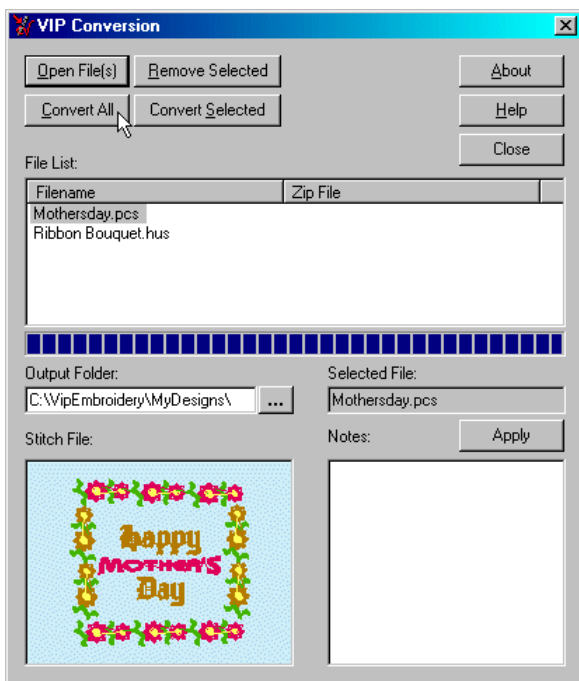 VIP Conversion
Open File(s) Remove Selected About
Convert All Convert Selected Help
Close
File List:
Filename Zip File
Mothersday.pcs
Ribbon Bouquet.hus
Output Folder: Selected File:
C:\VipEmbroidery\MyDesigns\ ... Mothersday.pcs
Stitch File: Notes: Apply
Happy
MOTHER'S
Day